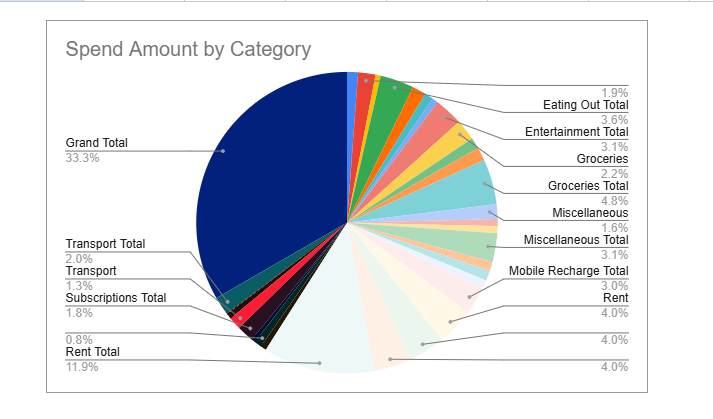 Spend Amount by Category
Grand Total
33.3%
Transport Total
2.0%
Transport
1.3%
Subscriptions Total
1.8%
0.8%
Rent Total
11.9%
1.9%
Eating Out Total
3.6%
Entertainment Total
3.1%
Groceries
2.2%
Groceries Total
4.8%
Miscellaneous
1.6%
Miscellaneous Total
3.1%
Mobile Recharge Total
3.0%
Rent
4.0%
4.0%
4.0%